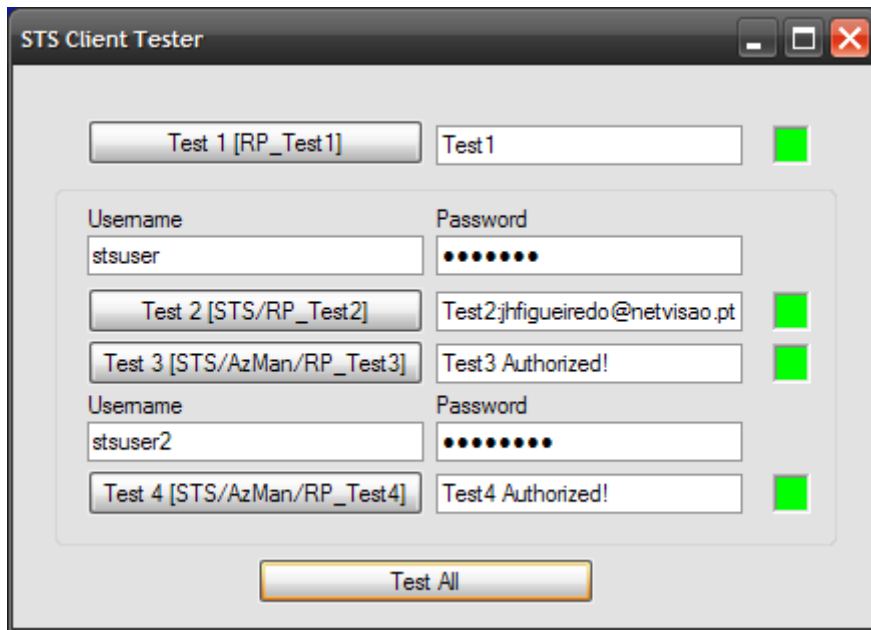 STS Client Tester
Test 1 [RP_Test1] Test1
Username Password
stsuser •••••••
Test 2 [STS/RP_Test2] Test2:jhfigueiredo@netvisao.pt
Test 3 [STS/AzMan/RP_Test3] Test3 Authorized!
Username Password
stsuser2 ••••••••
Test 4 [STS/AzMan/RP_Test4] Test4 Authorized!
Test All